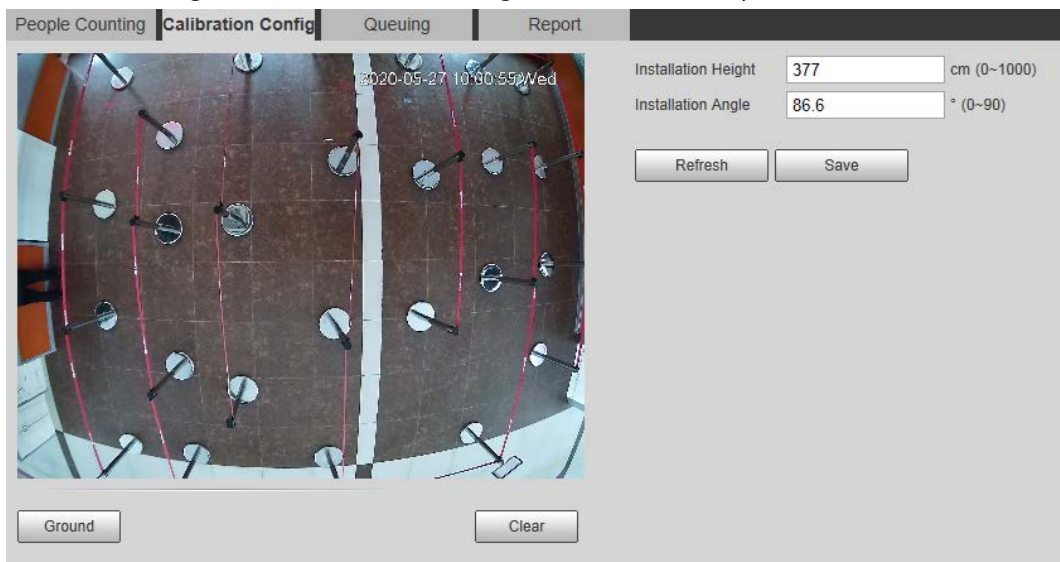 People Counting Calibration Config Queuing Report
2020-05-27 10:00:55 Wed
Installation Height 377 cm (0~1000)
Installation Angle 86.6 ° (0~90)
Refresh Save
Ground Clear